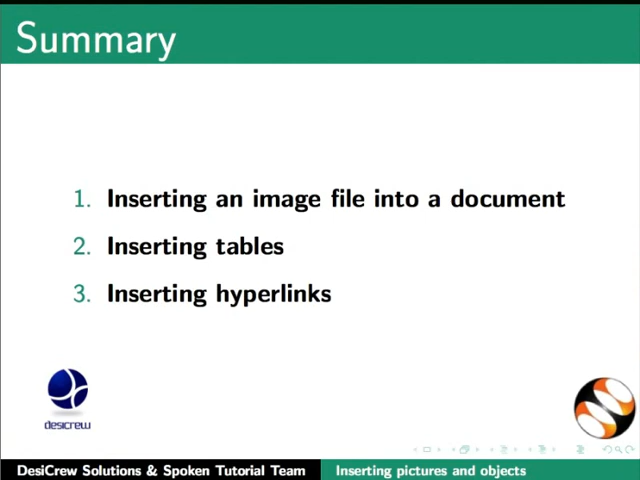 Summary
1. Inserting an image file into a document
2. Inserting tables
3. Inserting hyperlinks
desicrew
DesiCrew Solutions & Spoken Tutorial Team Inserting pictures and objects